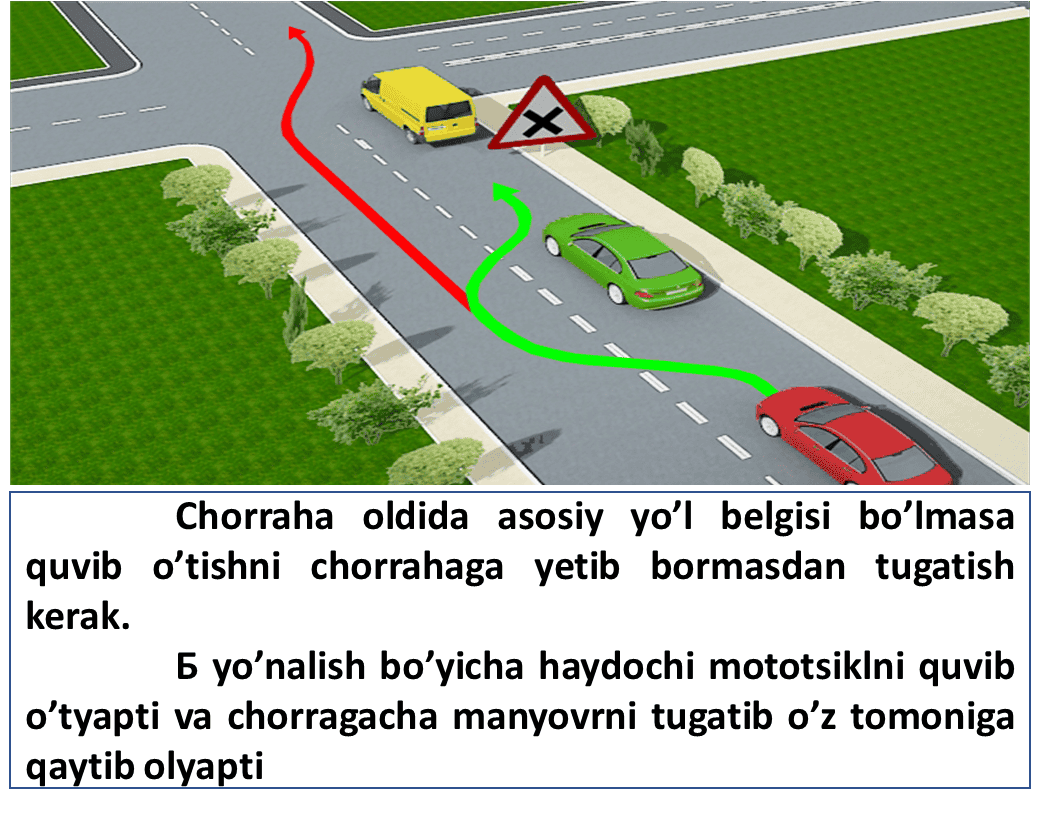 Chorraha oldida asosiy yo’l belgisi bo’lmasa
quvib o’tishni chorrahaga yetib bormasdan tugatish
kerak.
Б yo’nalish bo’yicha haydochi mototsiklni quvib
o’tyapti va chorragacha manyovrni tugatib o’z tomoniga
qaytib olyapti